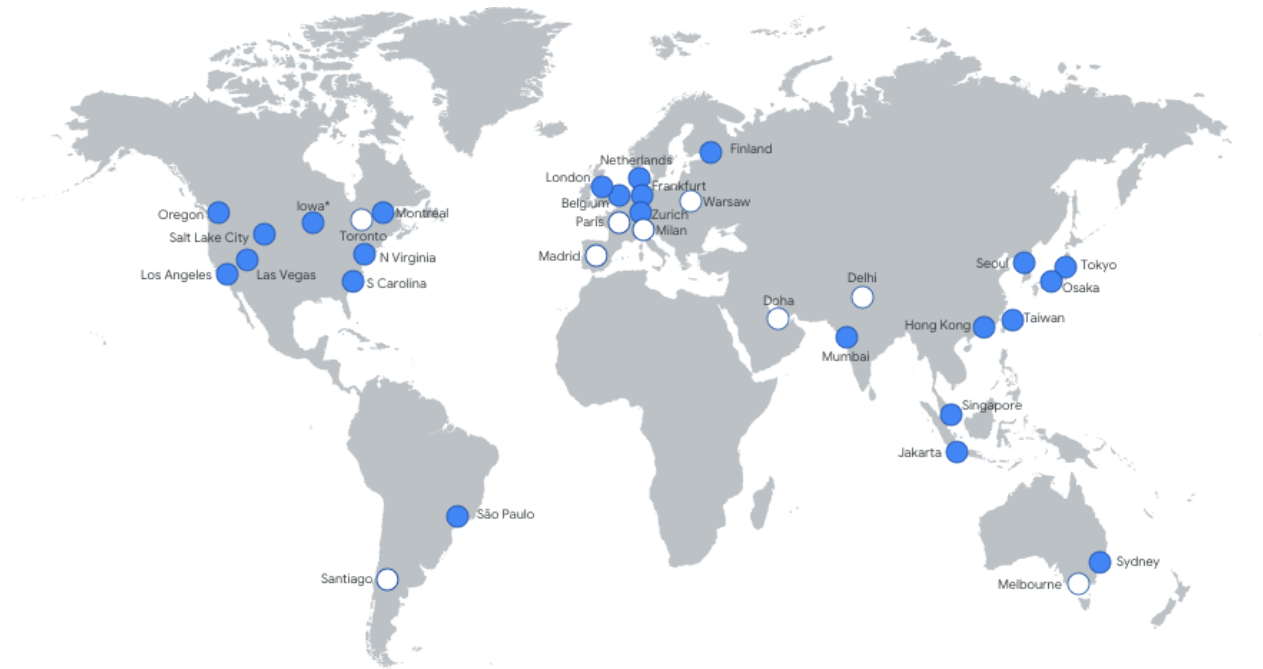 Finland
Netherlands
London
Frankfurt
Belgium
Warsaw
Iowa*
Oregon
Montréal
Zurich
Paris
Milan
Salt Lake City
Toronto
Madrid
N Virginia
Los Angeles
Las Vegas
S Carolina
Seoul
Tokyo
Delhi
Osaka
Doha
Hong Kong
Taiwan
Mumbai
Singapore
Jakarta
São Paulo
Sydney
Santiago
Melbourne